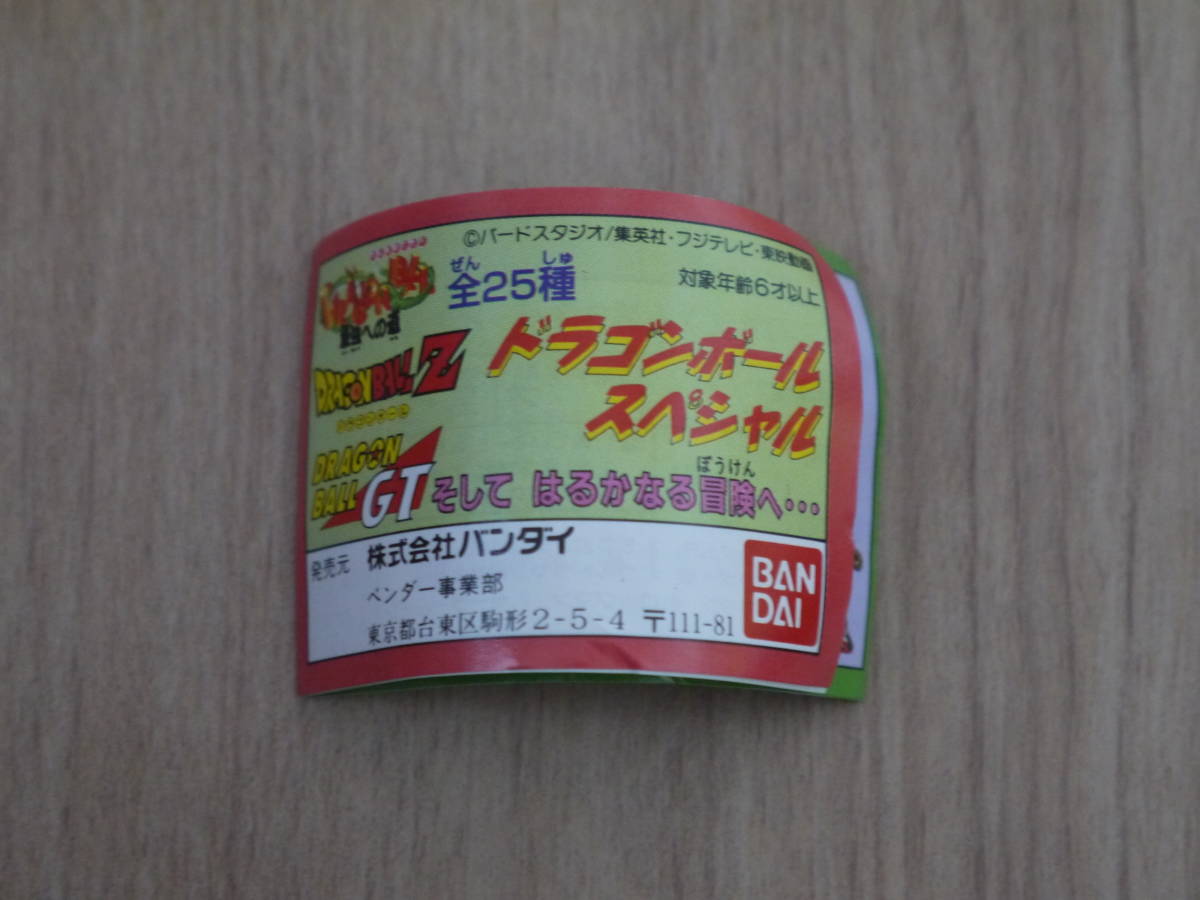 ©バードスタジオ/集英社・フジテレビ・東映動画
ぜん しゅ
全25種
対象年齢6才以上
最強への道
DRAGON BALL Z
ドラゴンボール
スペシャル
DRAGON
BALL GT
ぼうけん
そして はるかなる冒険へ・・・
発売元 株式会社バンダイ
ベンダー事業部
東京都台東区駒形2-5-4 〒111-81
BAN
DAI